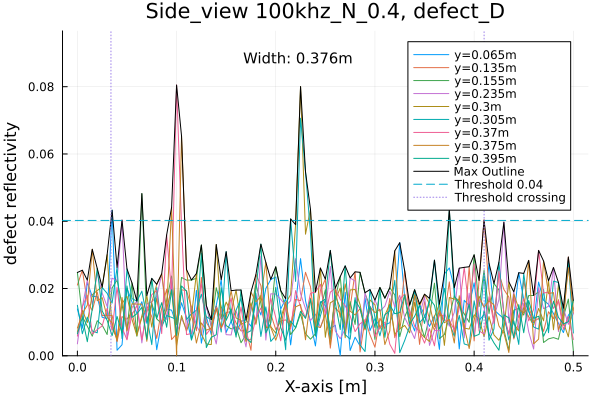 Side_view 100khz_N_0.4, defect_D
Width: 0.376m
y=0.065m
y=0.135m
y=0.155m
y=0.235m
y=0.3m
y=0.305m
y=0.37m
y=0.375m
y=0.395m
Max Outline
Threshold 0.04
Threshold crossing
defect reflectivity
0.08
0.06
0.04
0.02
0.00
0.0 0.1 0.2 0.3 0.4 0.5
X-axis [m]